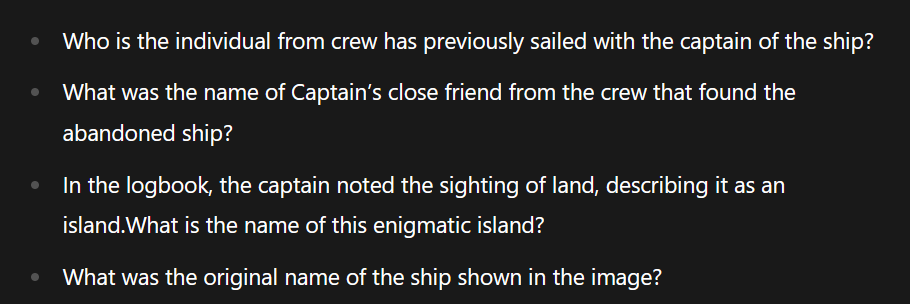 Who is the individual from crew has previously sailed with the captain of the ship?
What was the name of Captain's close friend from the crew that found the
abandoned ship?
In the logbook, the captain noted the sighting of land, describing it as an
island.What is the name of this enigmatic island?
What was the original name of the ship shown in the image?